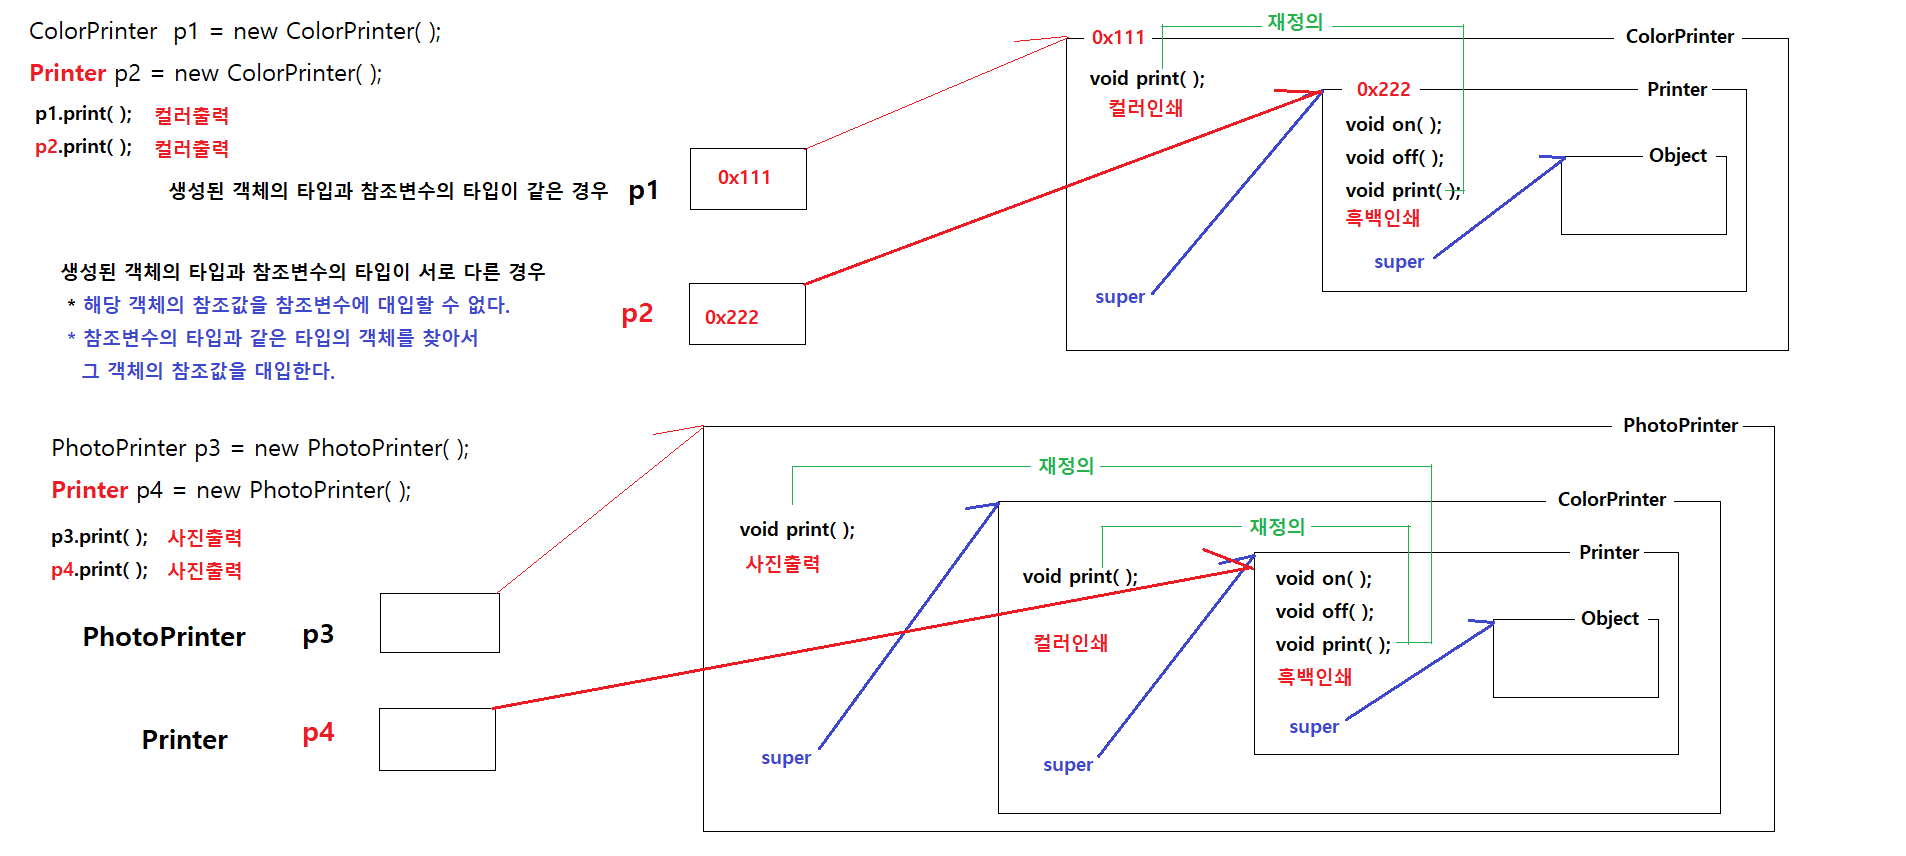 ColorPrinter p1 = new ColorPrinter( );
Printer p2 = new ColorPrinter( );
p1.print( ); 컬러출력
p2.print( ); 컬러출력
생성된 객체의 타입과 참조변수의 타입이 같은 경우 p1
0x111
생성된 객체의 타입과 참조변수의 타입이 서로 다른 경우
* 해당 객체의 참조값을 참조변수에 대입할 수 없다.
* 참조변수의 타입과 같은 타입의 객체를 찾아서
그 객체의 참조값을 대입한다.
p2
0x222
재정의
0x111
ColorPrinter
void print( );
컬러인쇄
0x222
Printer
void on( );
void off( );
void print( );
흑백인쇄
Object
super
super
PhotoPrinter p3 = new PhotoPrinter( );
Printer p4 = new PhotoPrinter( );
p3.print( ); 사진출력
p4.print( ); 사진출력
PhotoPrinter p3
Printer p4
PhotoPrinter
재정의
void print( );
사진출력
ColorPrinter
재정의
void print( );
컬러인쇄
Printer
void on( );
void off( );
void print( );
흑백인쇄
Object
super
super
super